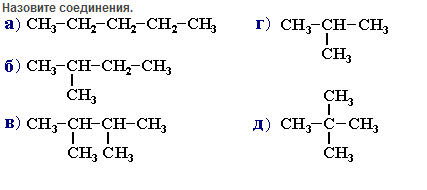 Назовите соединения.
а) CH₃-CH₂-CH₂-CH₂-CH₃
г) CH₃-CH-CH₃
CH₃
б) CH₃-CH-CH₂-CH₃
CH₃
в) CH₃-CH-CH-CH₃
CH₃ CH₃
CH₃
д) CH₃-C-CH₃
CH₃